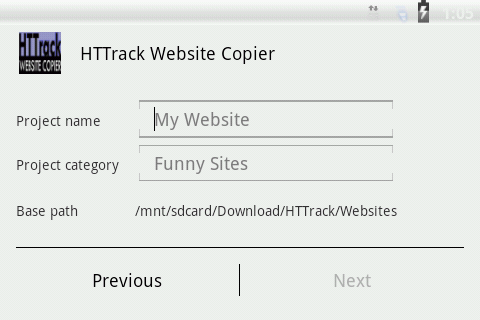 1:05
HTTrack
WEBSITE COPIER
HTTrack Website Copier
Project name
My Website
Project category
Funny Sites
Base path
/mnt/sdcard/Download/HTTrack/Websites
Previous
Next